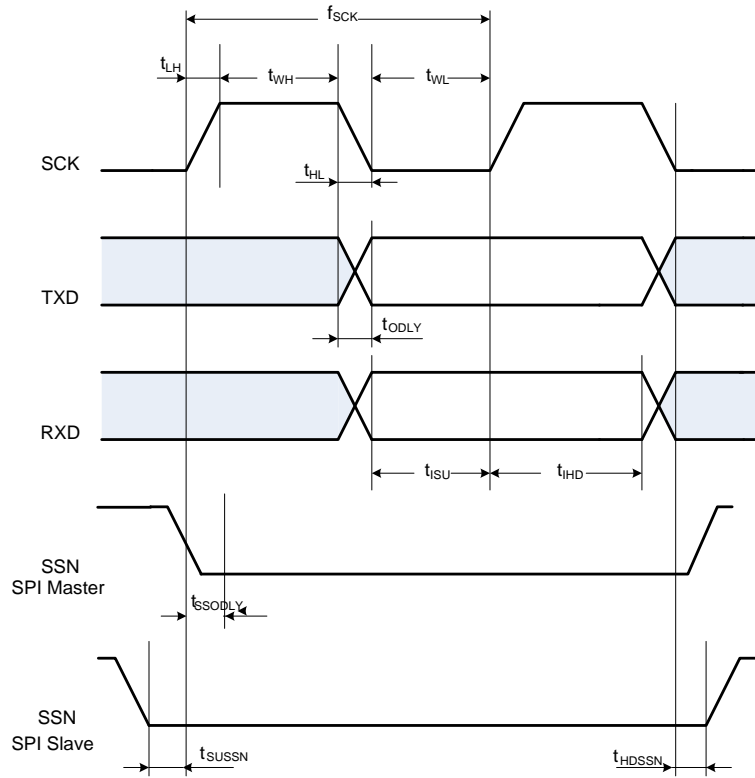 fSCK
tLH
tWH
tWL
SCK
tHL
TXD
tODLY
RXD
tISU
tIHD
SSN
SPI Master
tSSODLY
SSN
SPI Slave
tSUSSN
tHDSSN